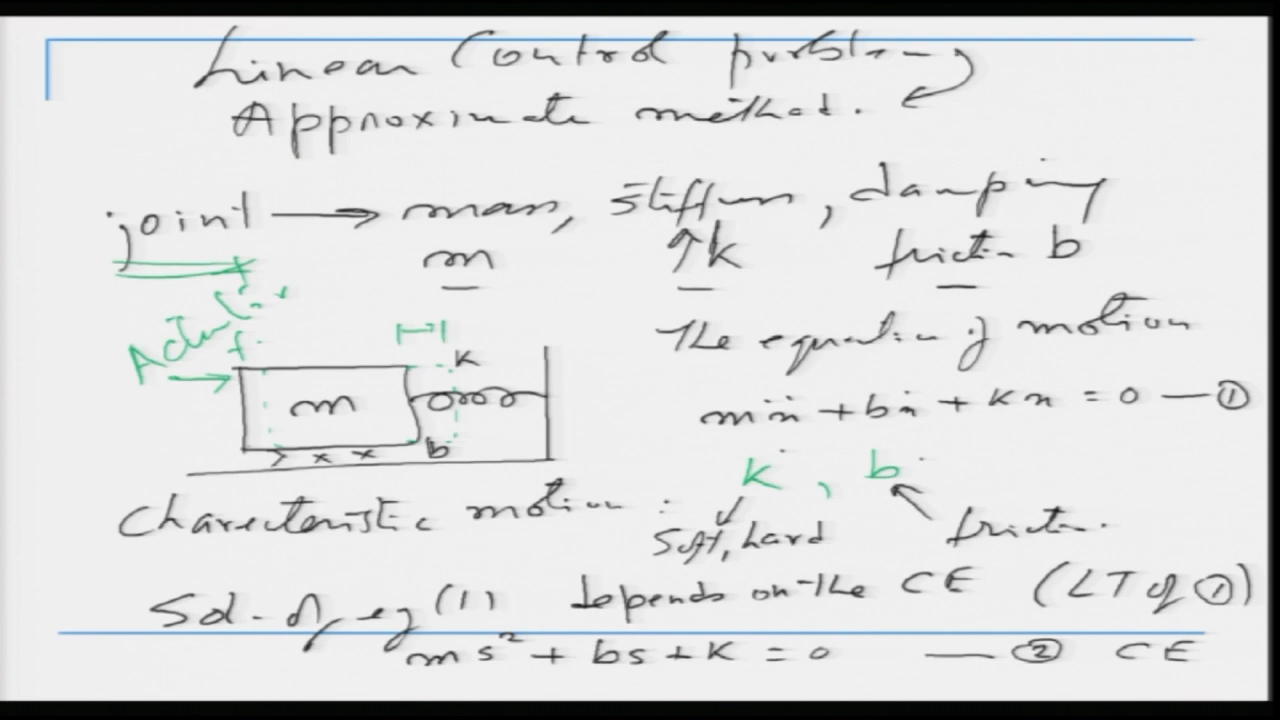 Linear Control problem
Approximate method.
joint → mass, stiffness, damping
m ↑k friction b
Actuator
f
m
k
b
x x
The equation of motion
mẍ + bẋ + kx = 0 — ①
k , b
soft, hard friction.
Charecteristic motion :
Sol. of eq (1) depends on the CE (LT of ①)
ms² + bs + k = 0 — ② CE